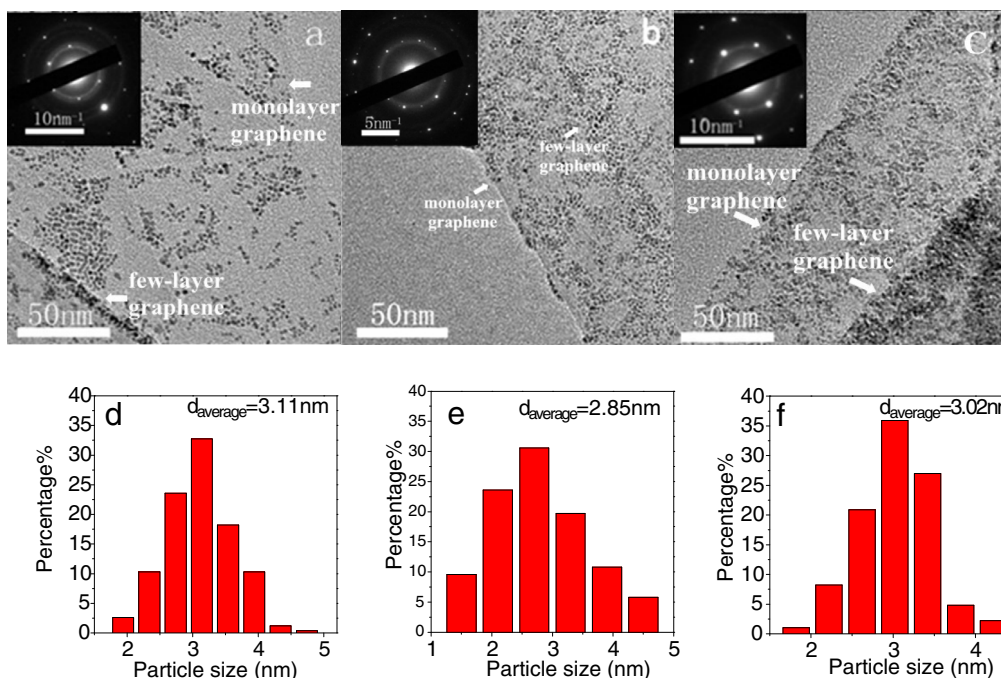 a
monolayer
graphene
10nm-1
few-layer
graphene
50nm
b
5nm-1
few-layer
graphene
monolayer
graphene
50nm
C
10nm-1
monolayer
graphene
few-layer
graphene
50nm
d
daverage=3.11nm
40
35
30
25
20
15
10
5
0
Percentage%
2 3 4 5
Particle size (nm)
e
daverage=2.85nm
40
35
30
25
20
15
10
5
0
Percentage%
1 2 3 4 5
Particle size (nm)
f
daverage=3.02nm
40
35
30
25
20
15
10
5
0
Percentage%
2 3 4
Particle size (nm)